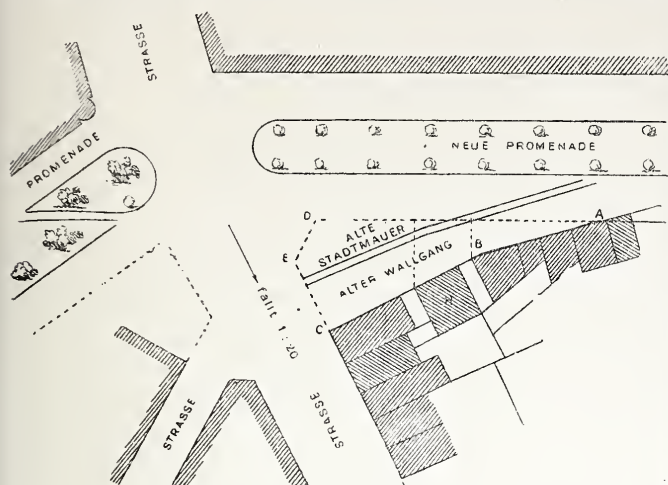 STRASSE
PROMENADE
NEUE PROMENADE
D
ALTE
STADTMAUER
A
E
ALTER WALLGANG
B
fällt 1:20
C
STRASSE
STRASSE